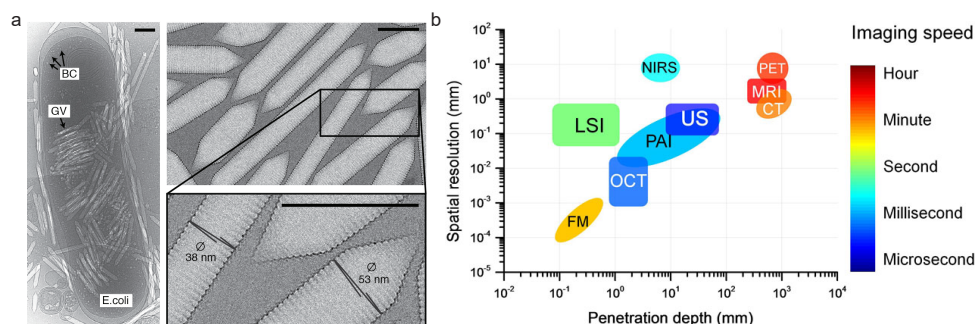 a
BC
GV
E.coli
Ø
38 nm
Ø
53 nm
b
Spatial resolution (mm)
10²
10¹
10⁰
10⁻¹
10⁻²
10⁻³
10⁻⁴
10⁻⁵
NIRS
PET
MRI
CT
LSI
US
PAI
OCT
FM
10⁻² 10⁻¹ 10⁰ 10¹ 10² 10³ 10⁴
Penetration depth (mm)
Imaging speed
Hour
Minute
Second
Millisecond
Microsecond